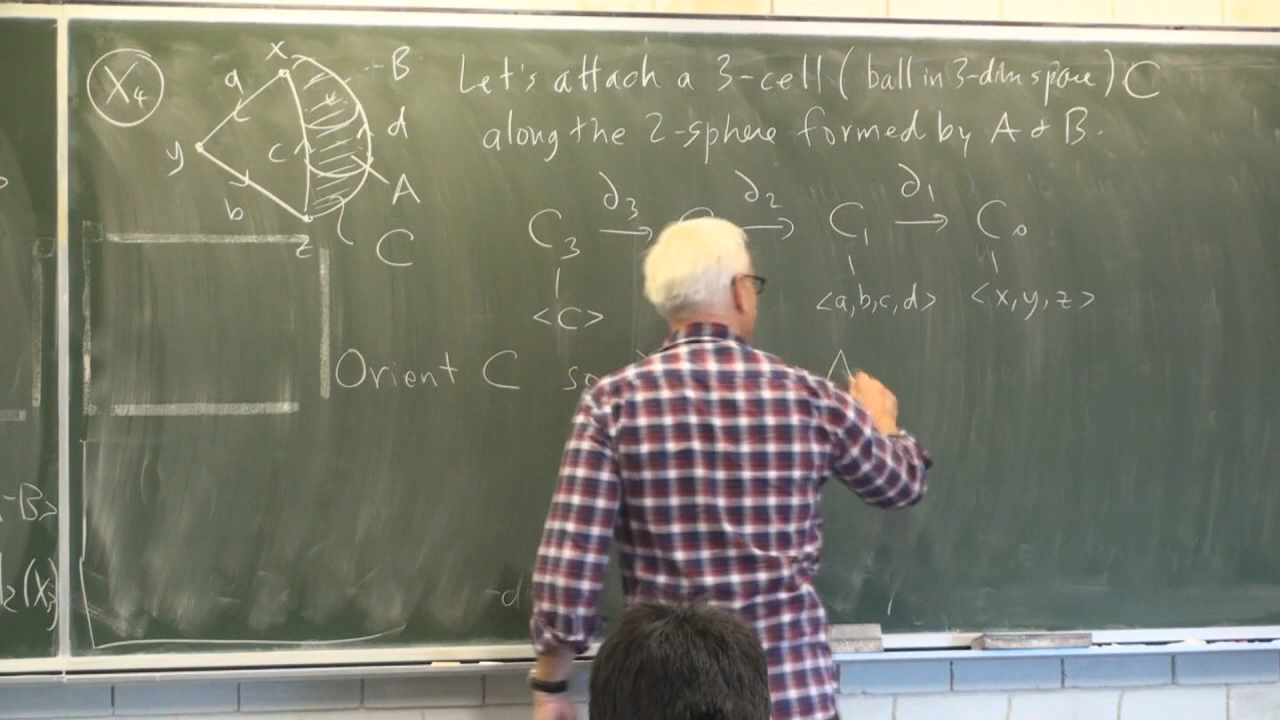 X₄
x
a
B
Let's attach a 3-cell (ball in 3-dim space) C
along the 2-sphere formed by A & B.
y
c
d
b
A
z
C
∂₃ ∂₂ ∂₁
C₃ → → C₁ → C₀
<C> <a,b,c,d> <x,y,z>
Orient C so A
-B>